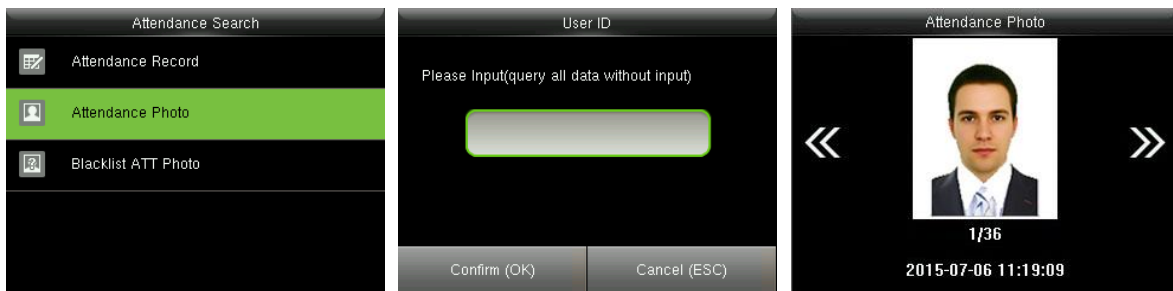 Attendance Search
Attendance Record
Attendance Photo
Blacklist ATT Photo
User ID
Please Input(query all data without input)
Confirm (OK)
Cancel (ESC)
Attendance Photo
1/36
2015-07-06 11:19:09